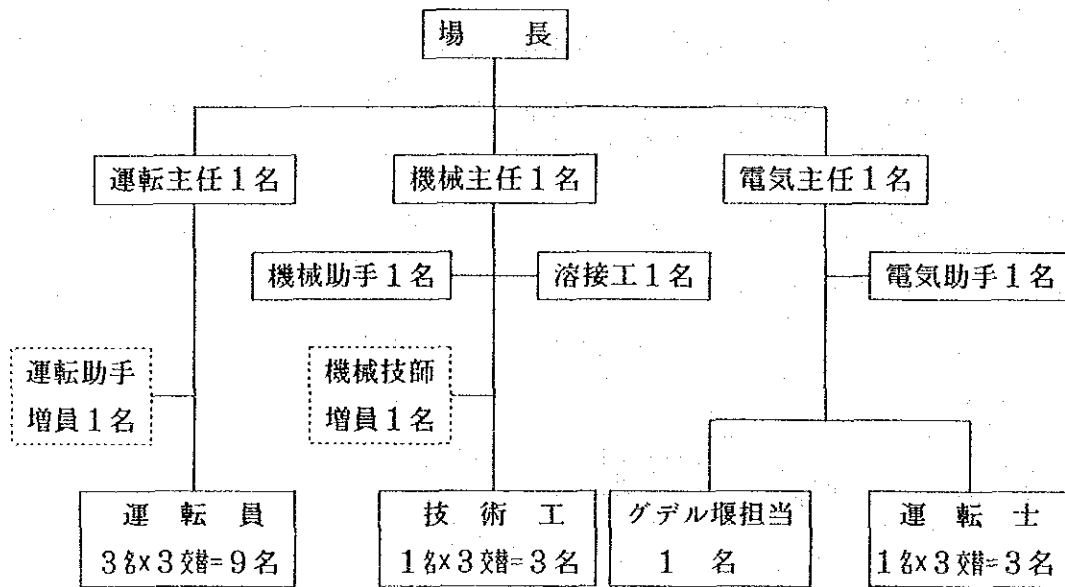 場　　長
運転主任1名
機械主任1名
電気主任1名
機械助手1名
溶接工1名
電気助手1名
運転助手
増員1名
機械技師
増員1名
運　転　員
3名×3交替=9名
技　術　工
1名×3交替=3名
グデル堰担当
1　名
運　転　士
1名×3交替=3名